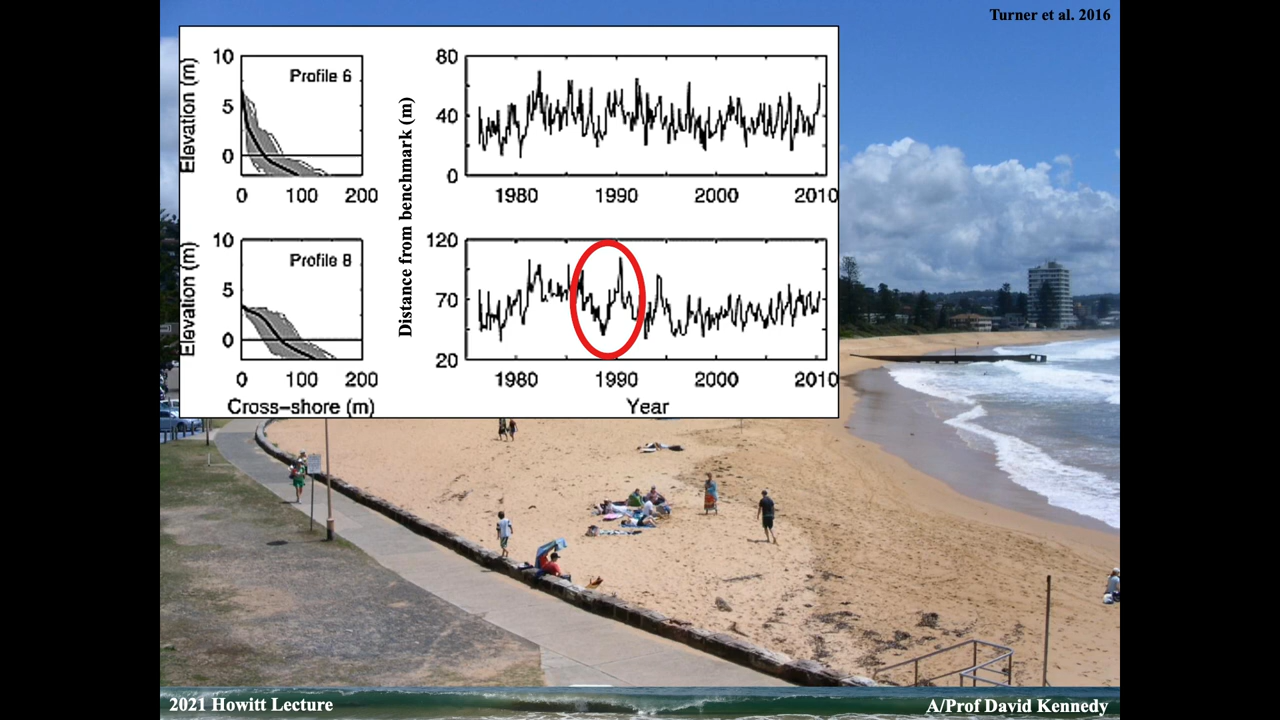 Turner et al. 2016
10
5
0
Elevation (m)
Profile 6
0 100 200
80
40
0
1980 1990 2000 2010
Distance from benchmark (m)
10
5
0
Elevation (m)
Profile 8
0 100 200
Cross-shore (m)
120
70
20
1980 1990 2000 2010
Year
2021 Howitt Lecture
A/Prof David Kennedy